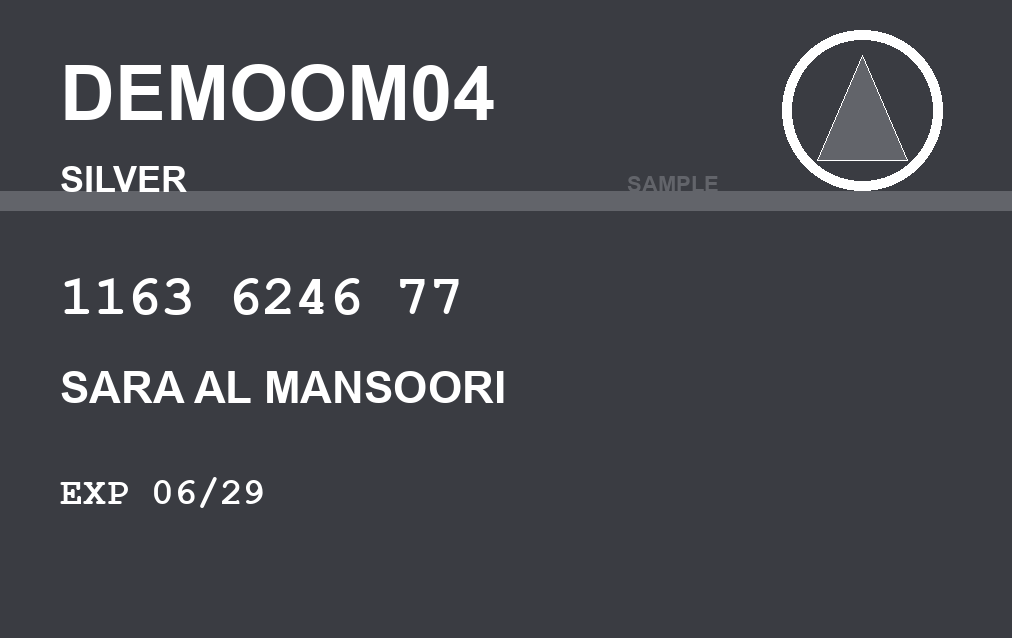 DEMOOM04
SILVER
SAMPLE
1163 6246 77
SARA AL MANSOORI
EXP 06/29